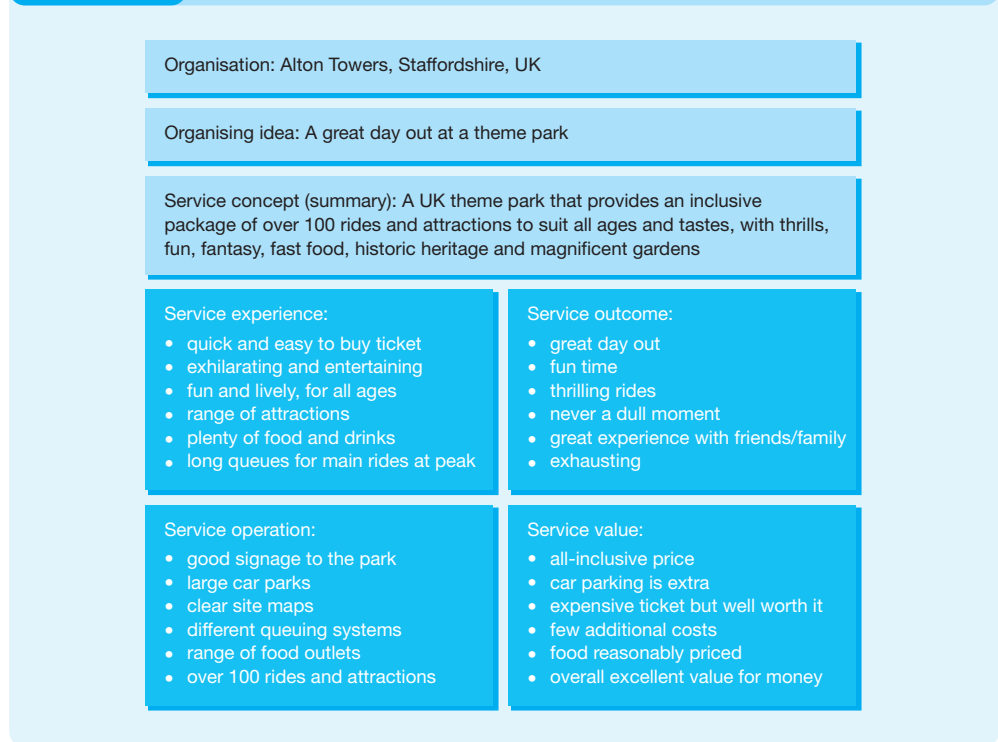 Organisation: Alton Towers, Staffordshire, UK
Organising idea: A great day out at a theme park
Service concept (summary): A UK theme park that provides an inclusive
package of over 100 rides and attractions to suit all ages and tastes, with thrills,
fun, fantasy, fast food, historic heritage and magnificent gardens
Service experience:
• quick and easy to buy ticket
• exhilarating and entertaining
• fun and lively, for all ages
• range of attractions
• plenty of food and drinks
• long queues for main rides at peak
Service outcome:
• great day out
• fun time
• thrilling rides
• never a dull moment
• great experience with friends/family
• exhausting
Service operation:
• good signage to the park
• large car parks
• clear site maps
• different queuing systems
• range of food outlets
• over 100 rides and attractions
Service value:
• all-inclusive price
• car parking is extra
• expensive ticket but well worth it
• few additional costs
• food reasonably priced
• overall excellent value for money